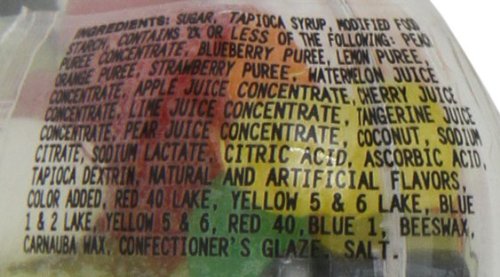 INGREDIENTS: SUGAR, TAPIOCA SYRUP, MODIFIED FOOD
STARCH, CONTAINS 2% OR LESS OF THE FOLLOWING:
PUREE CONCENTRATE, BLUEBERRY PUREE, LEMON PUREE,
ORANGE PUREE, STRAWBERRY PUREE, WATERMELON JUICE
CONCENTRATE, APPLE JUICE CONCENTRATE, CHERRY JUICE
CONCENTRATE, LIME JUICE CONCENTRATE, TANGERINE JUICE
CONCENTRATE, PEAR JUICE CONCENTRATE, COCONUT, SODIUM
CITRATE, SODIUM LACTATE, CITRIC ACID, ASCORBIC ACID,
TAPIOCA DEXTRIN, NATURAL AND ARTIFICIAL FLAVORS,
COLOR ADDED, RED 40 LAKE, YELLOW 5 & 6 LAKE, BLUE
1 & 2 LAKE, YELLOW 5 & 6, RED 40, BLUE 1, BEESWAX,
CARNAUBA WAX, CONFECTIONER'S GLAZE, SALT.